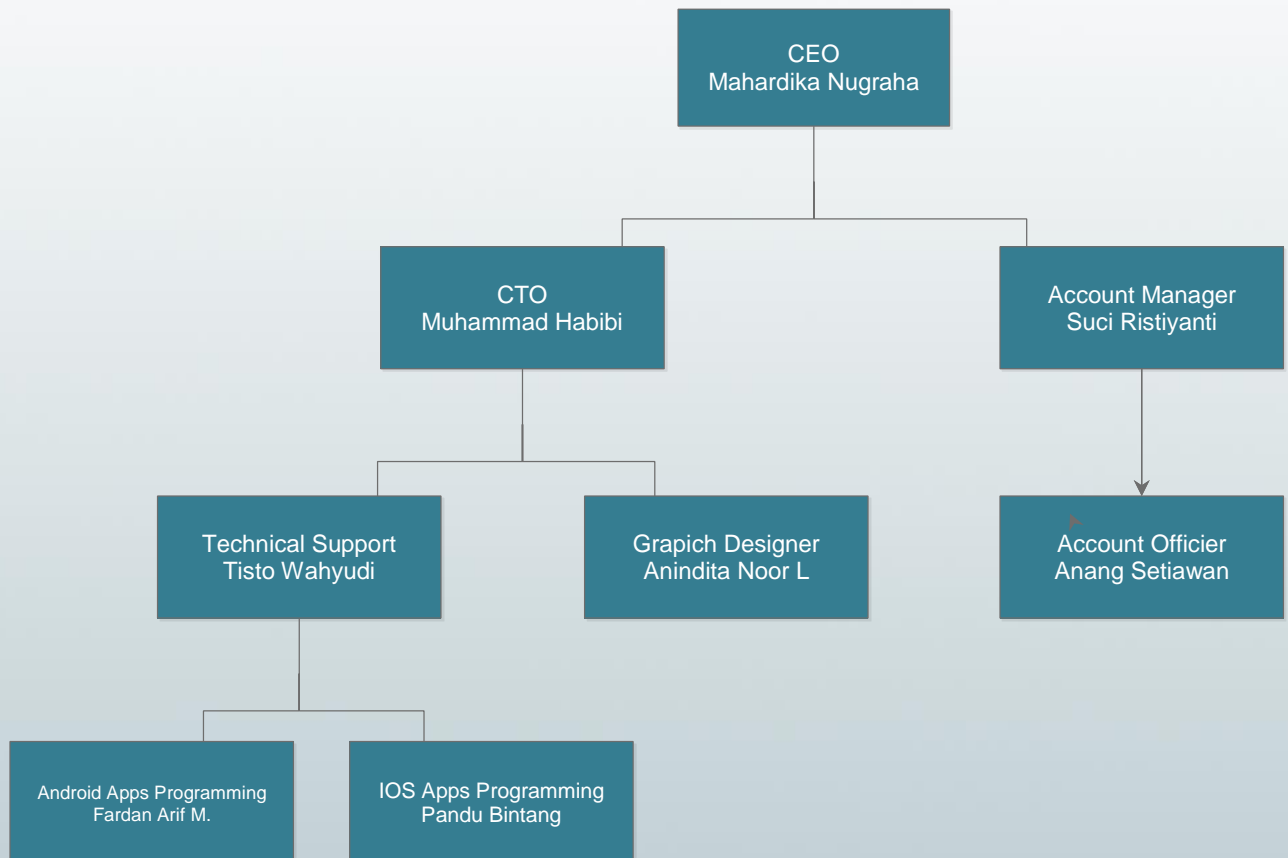 CEO
Mahardika Nugraha
CTO
Muhammad Habibi
Account Manager
Suci Ristiyanti
Technical Support
Tisto Wahyudi
Grapich Designer
Anindita Noor L
Account Officier
Anang Setiawan
Android Apps Programming
Fardan Arif M.
IOS Apps Programming
Pandu Bintang